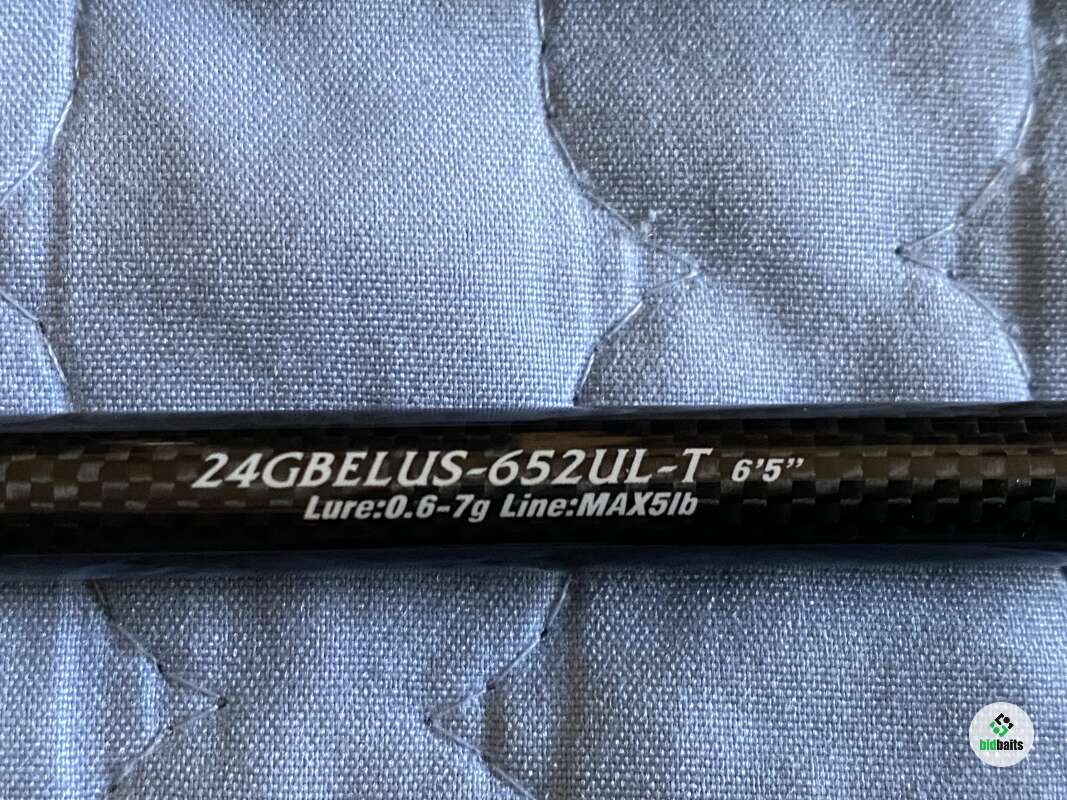 24GBELUS-652UL-T 6'5"
Lure:0.6-7g Line:MAX5lb
bidbaits